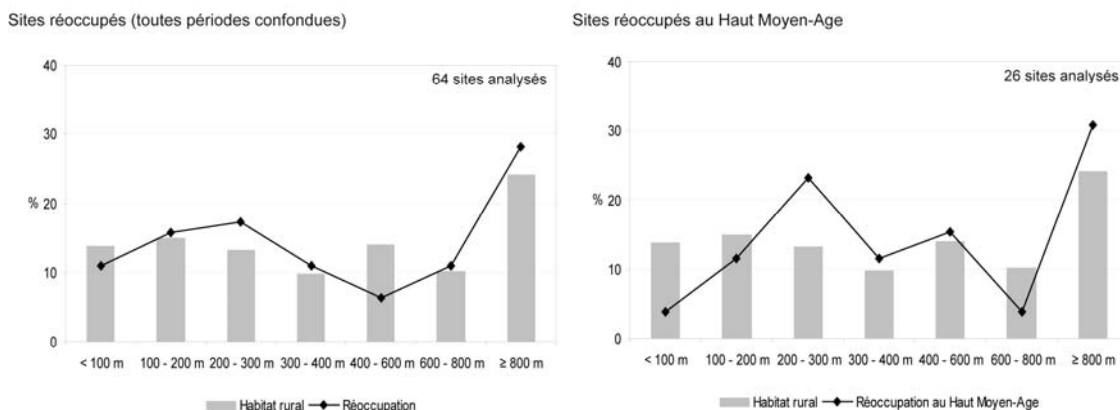 Sites réoccupés (toutes périodes confondues)
40
30
%
20
10
0
64 sites analysés
< 100 m 100 - 200 m 200 - 300 m 300 - 400 m 400 - 600 m 600 - 800 m ≥ 800 m
Habitat rural Réoccupation
Sites réoccupés au Haut Moyen-Age
40
30
%
20
10
0
26 sites analysés
< 100 m 100 - 200 m 200 - 300 m 300 - 400 m 400 - 600 m 600 - 800 m ≥ 800 m
Habitat rural Réoccupation au Haut Moyen-Age